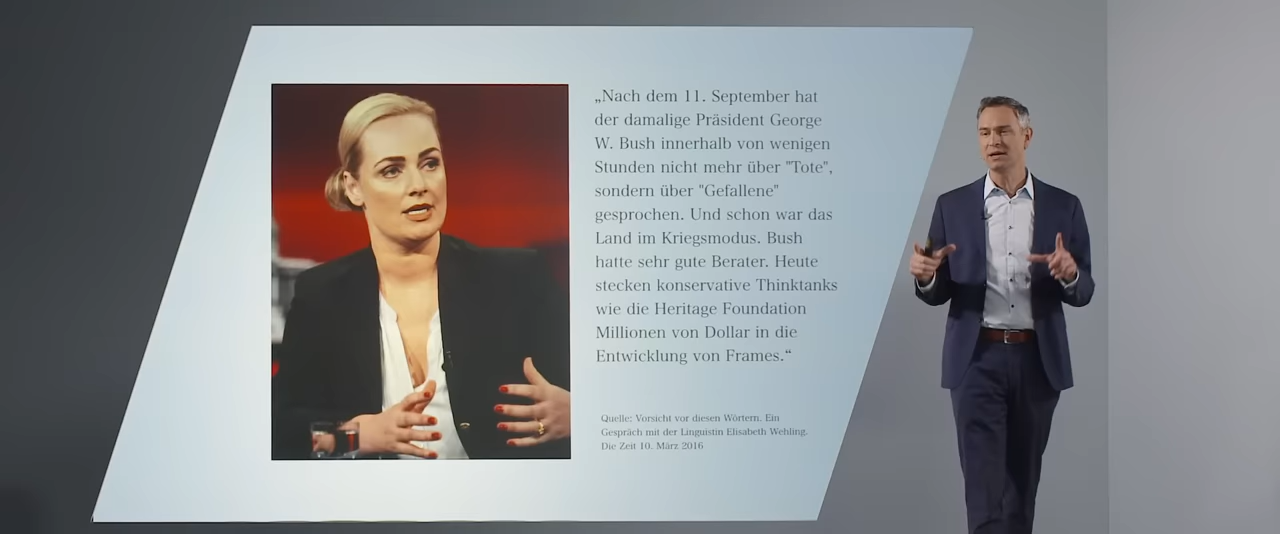 „Nach dem 11. September hat
der damalige Präsident George
W. Bush innerhalb von wenigen
Stunden nicht mehr über "Tote",
sondern über "Gefallene"
gesprochen. Und schon war das
Land im Kriegsmodus. Bush
hatte sehr gute Berater. Heute
stecken konservative Thinktanks
wie die Heritage Foundation
Millionen von Dollar in die
Entwicklung von Frames.“
Quelle: Vorsicht vor diesen Wörtern. Ein
Gespräch mit der Linguistin Elisabeth Wehling.
Die Zeit 10. März 2016